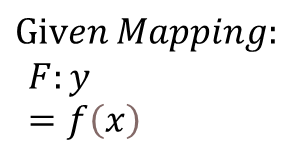 Given Mapping:
F: y
= f(x)